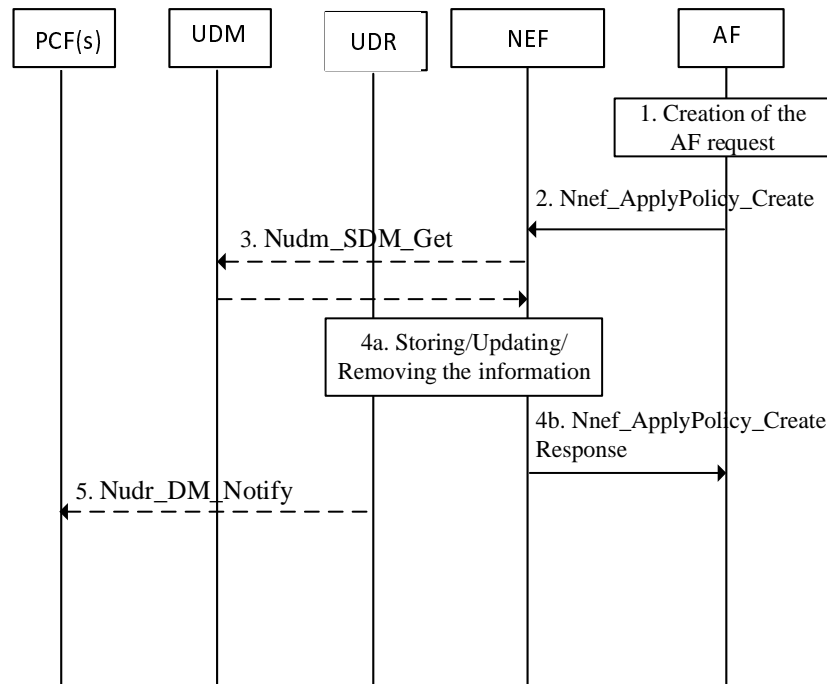 PCF(s)
UDM
UDR
NEF
AF
1. Creation of the
AF request
2. Nnef_ApplyPolicy_Create
3. Nudm_SDM_Get
4a. Storing/Updating/
Removing the information
4b. Nnef_ApplyPolicy_Create
Response
5. Nudr_DM_Notify